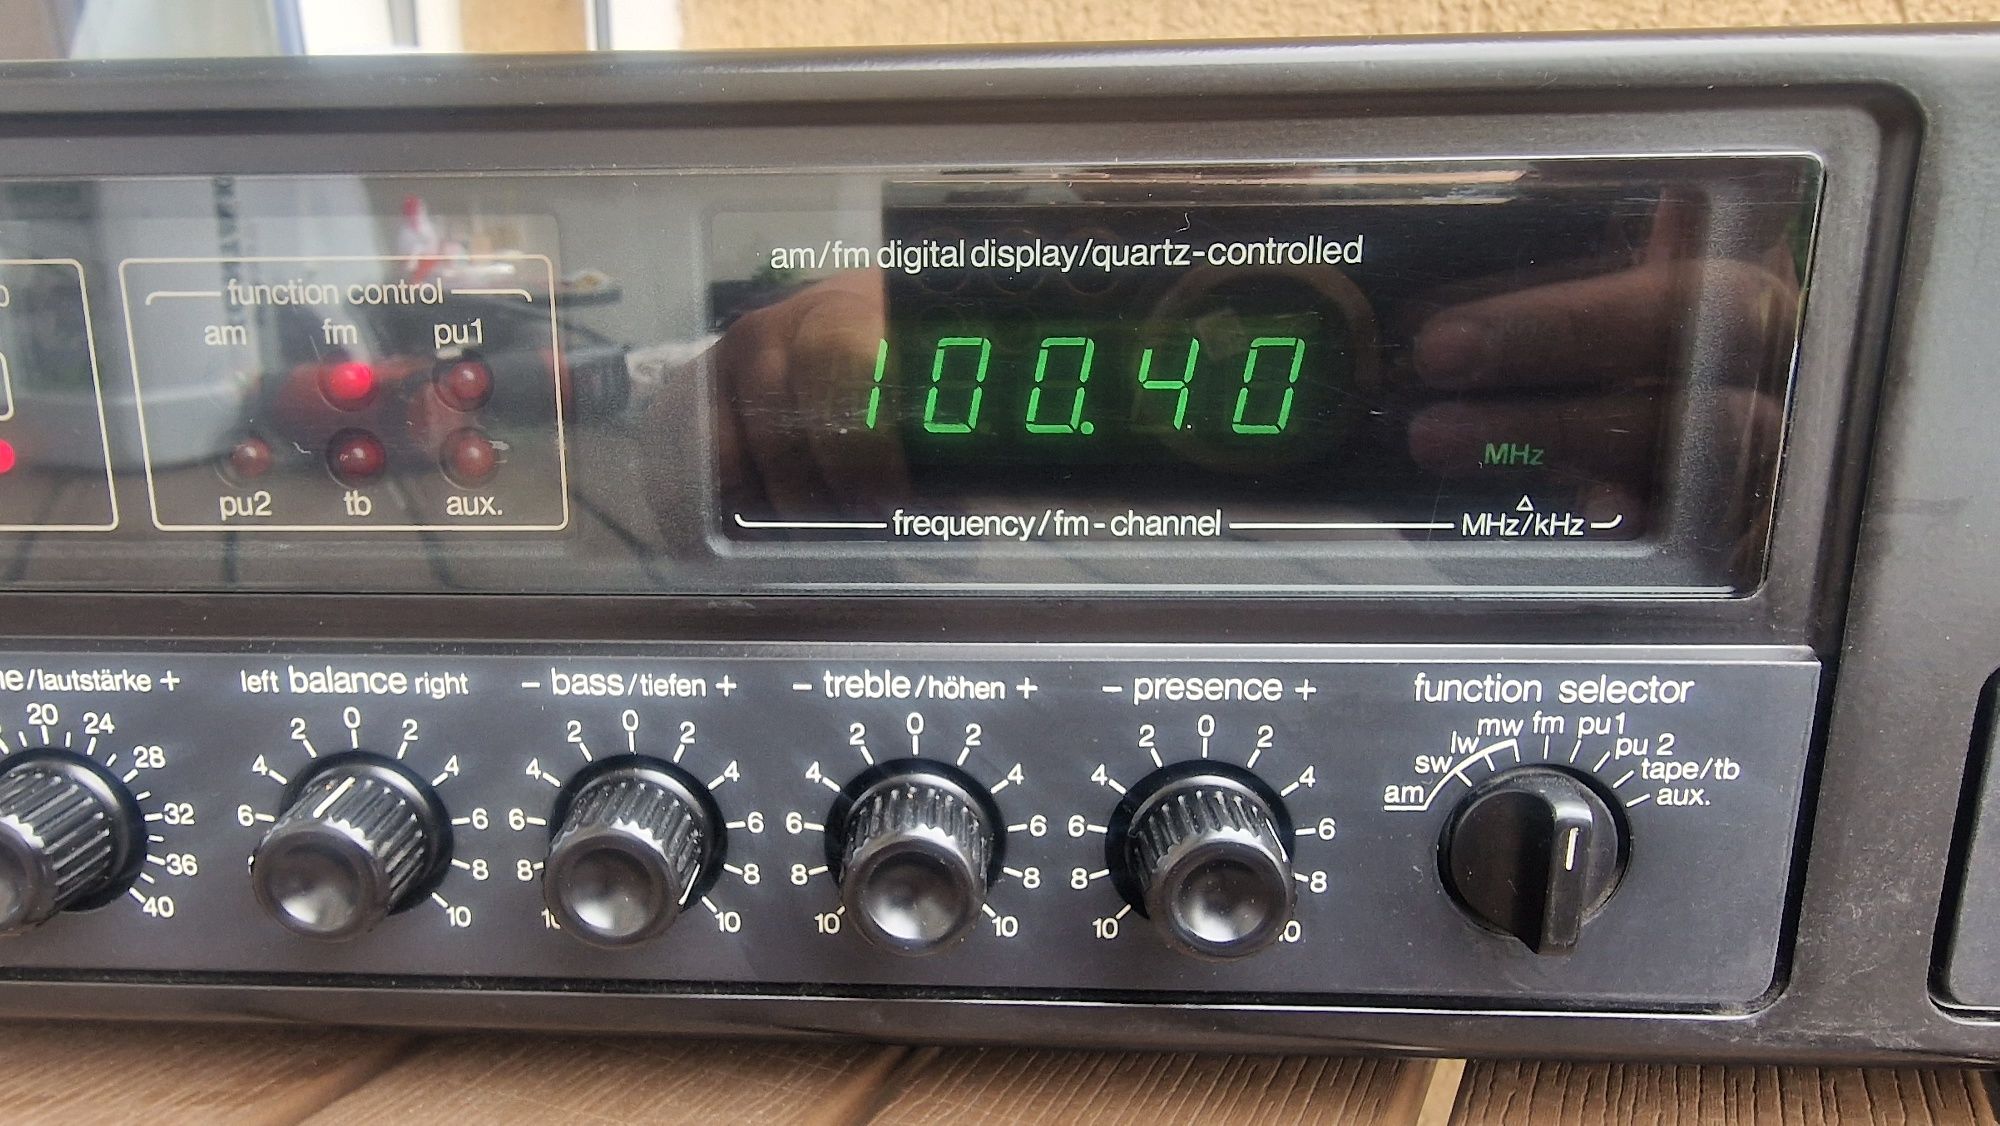 am/fm digital display/quartz-controlled
function control
am fm pu1
100.40
MHz
pu2 tb aux.
frequency/fm-channel MHz/kHz
/lautstärke +
left balance right
- bass/tiefen +
- treble/höhen +
- presence +
function selector
20 24 28 32 36 40
6 4 2 0 2 4 6 8 10
8 6 4 2 0 2 4 6 8 10
10 8 6 4 2 0 2 4 6 8 10
10 8 6 4 2 0 2 4 6 8
am sw lw mw fm pu1 pu 2 tape/tb aux.